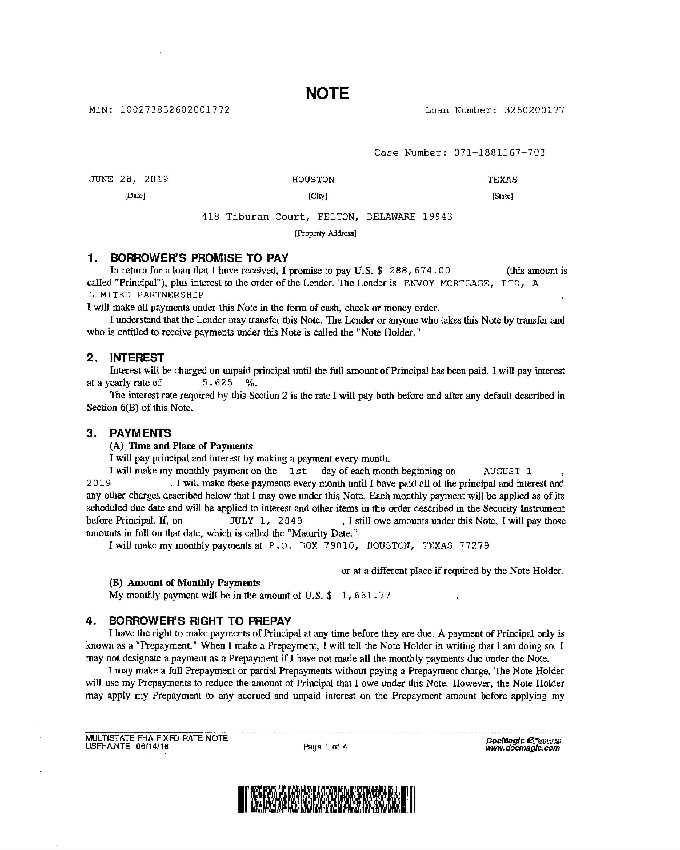 NOTE
MIN: 100273852682001772 Loan Number: 3250200177
Case Number: 071-1881167-703
JUNE 28, 2019 HOUSTON TEXAS
[Date] [City] [State]
418 Tiburan Court, FELTON, DELAWARE 19943
[Property Address]
1. BORROWER'S PROMISE TO PAY
In return for a loan that I have received, I promise to pay U.S. $ 288,674.00 (this amount is
called "Principal"), plus interest to the order of the Lender. The Lender is ENVOY MORTGAGE, LTD, A
LIMITED PARTNERSHIP .
I will make all payments under this Note in the form of cash, check or money order.
I understand that the Lender may transfer this Note. The Lender or anyone who takes this Note by transfer and
who is entitled to receive payments under this Note is called the "Note Holder."
2. INTEREST
Interest will be charged on unpaid principal until the full amount of Principal has been paid. I will pay interest
at a yearly rate of 5.625 %.
The interest rate required by this Section 2 is the rate I will pay both before and after any default described in
Section 6(B) of this Note.
3. PAYMENTS
(A) Time and Place of Payments
I will pay principal and interest by making a payment every month.
I will make my monthly payment on the 1st day of each month beginning on AUGUST 1 ,
2019 . I will make these payments every month until I have paid all of the principal and interest and
any other charges described below that I may owe under this Note. Each monthly payment will be applied as of its
scheduled due date and will be applied to interest and other items in the order described in the Security Instrument
before Principal. If, on JULY 1, 2049 , I still owe amounts under this Note, I will pay those
amounts in full on that date, which is called the "Maturity Date."
I will make my monthly payments at P.O. BOX 79010, HOUSTON, TEXAS 77279
or at a different place if required by the Note Holder.
(B) Amount of Monthly Payments
My monthly payment will be in the amount of U.S. $ 1,661.77 .
4. BORROWER'S RIGHT TO PREPAY
I have the right to make payments of Principal at any time before they are due. A payment of Principal only is
known as a "Prepayment." When I make a Prepayment, I will tell the Note Holder in writing that I am doing so. I
may not designate a payment as a Prepayment if I have not made all the monthly payments due under the Note.
I may make a full Prepayment or partial Prepayments without paying a Prepayment charge. The Note Holder
will use my Prepayments to reduce the amount of Principal that I owe under this Note. However, the Note Holder
may apply my Prepayment to any accrued and unpaid interest on the Prepayment amount before applying my
MULTISTATE FHA FIXED RATE NOTE
USFHA.NTE 06/14/16 Page 1 of 4 DocMagic
www.docmagic.com